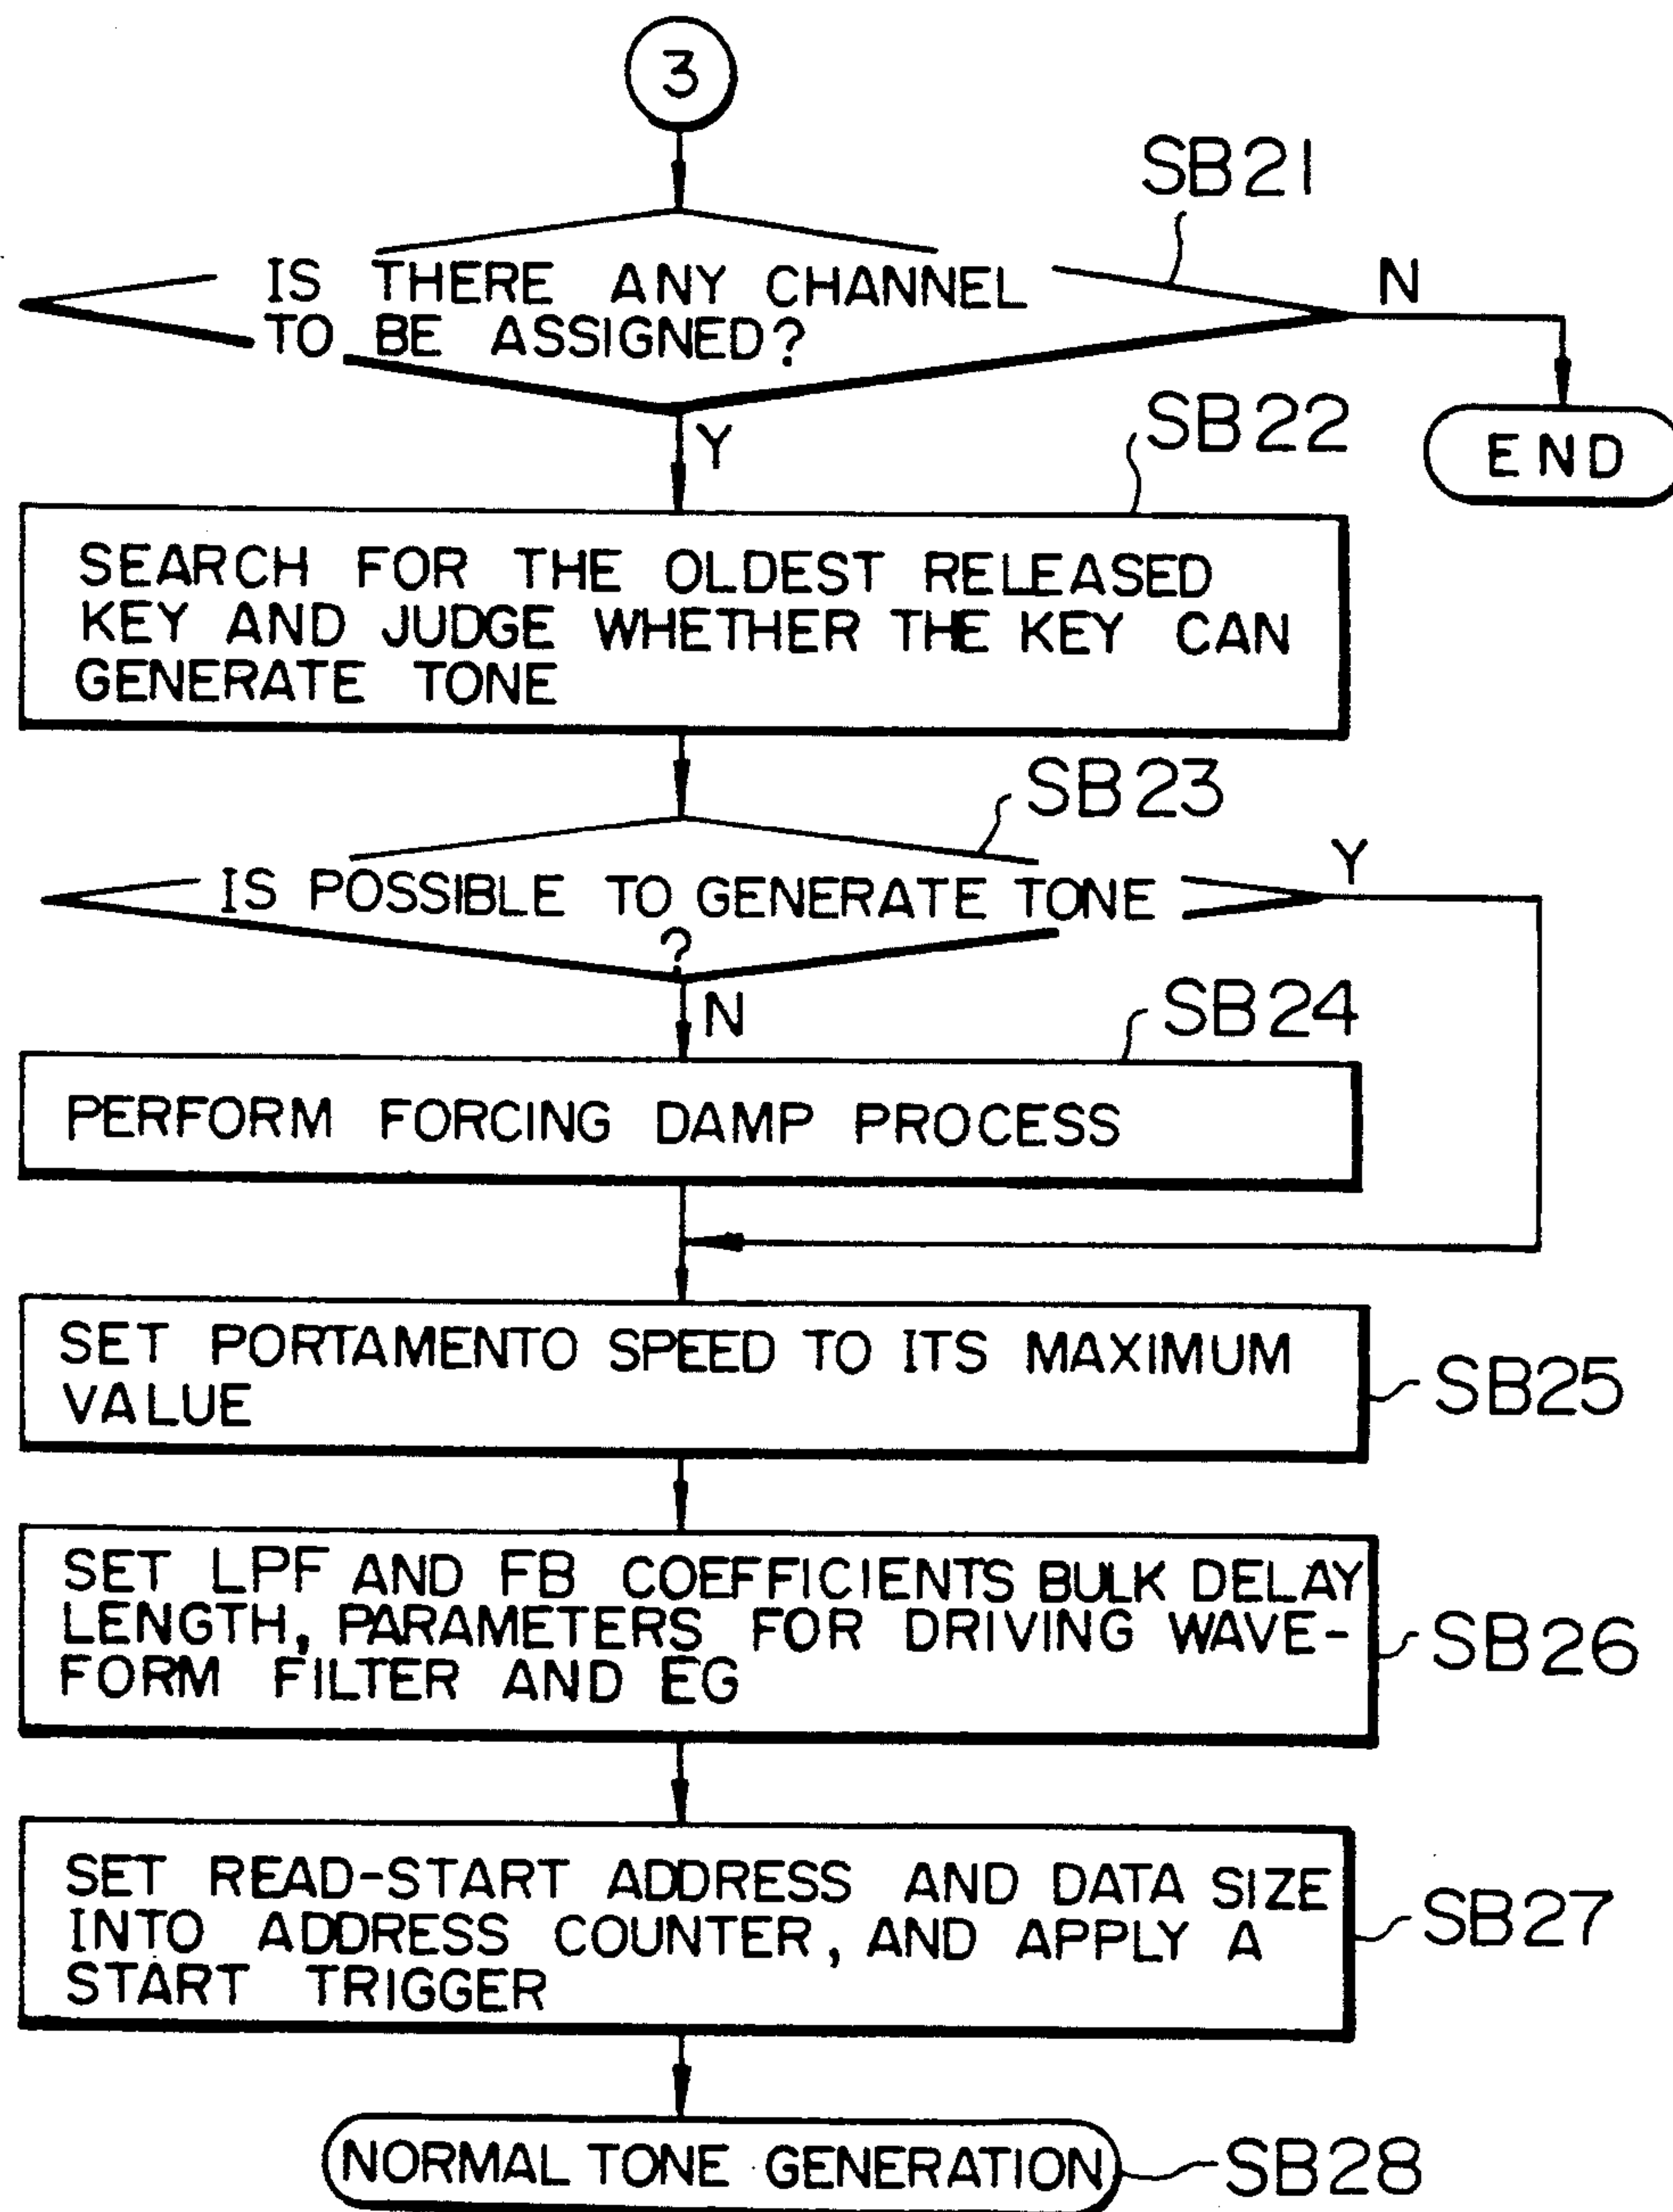 3
SB21
IS THERE ANY CHANNEL
TO BE ASSIGNED?
N
Y
SB22
END
SEARCH FOR THE OLDEST RELEASED
KEY AND JUDGE WHETHER THE KEY CAN
GENERATE TONE
SB23
IS POSSIBLE TO GENERATE TONE
?
Y
N
SB24
PERFORM FORCING DAMP PROCESS
SET PORTAMENTO SPEED TO ITS MAXIMUM
VALUE
SB25
SET LPF AND FB COEFFICIENTS BULK DELAY
LENGTH, PARAMETERS FOR DRIVING WAVE-
FORM FILTER AND EG
SB26
SET READ-START ADDRESS AND DATA SIZE
INTO ADDRESS COUNTER, AND APPLY A
START TRIGGER
SB27
NORMAL TONE GENERATION
SB28